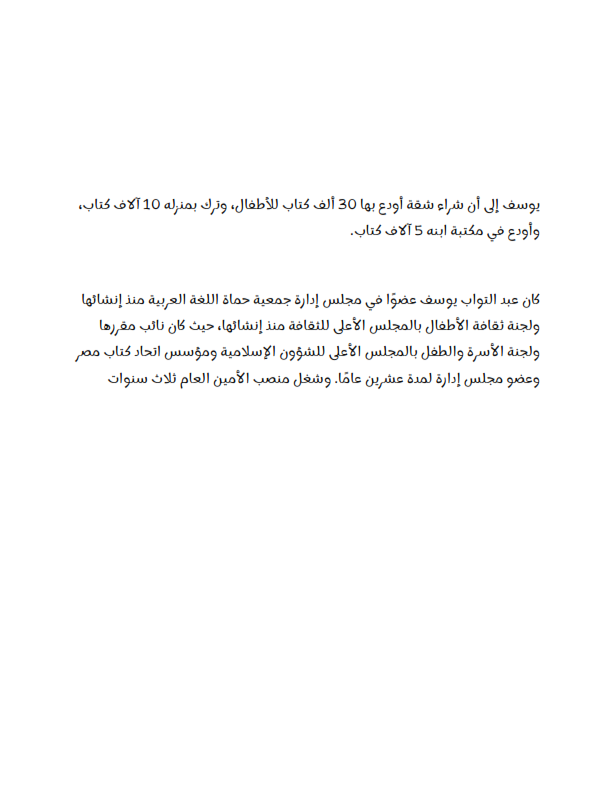 يوسف إلى أن شراء شقة أودع بها 30 ألف كتاب للأطفال، وترك بمنزله 10 آلاف كتاب،
وأودع في مكتبة ابنه 5 آلاف كتاب.
كان عبد التواب يوسف عضوًا في مجلس إدارة جمعية حماة اللغة العربية منذ إنشائها
ولجنة ثقافة الأطفال بالمجلس الأعلى للثقافة منذ إنشائها، حيث كان نائب مقررها
ولجنة الأسرة والطفل بالمجلس الأعلى للشؤون الإسلامية ومؤسس اتحاد كتاب مصر
وعضو مجلس إدارة لمدة عشرين عامًا. وشغل منصب الأمين العام ثلاث سنوات